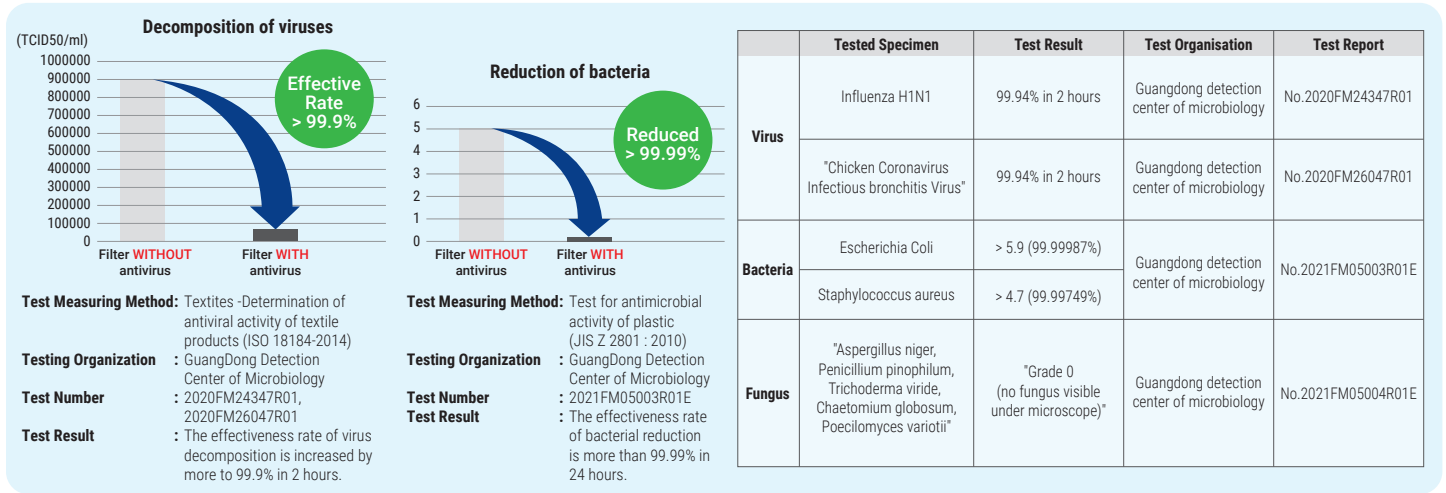 Decomposition of viruses
(TCID50/ml)
1000000
900000
800000
700000
600000
500000
400000
300000
200000
100000
0
Effective
Rate
> 99.9%
Filter WITHOUT
antivirus
Filter WITH
antivirus
Test Measuring Method: Textites -Determination of
antiviral activity of textile
products (ISO 18184-2014)
Testing Organization : GuangDong Detection
Center of Microbiology
Test Number : 2020FM24347R01,
2020FM26047R01
Test Result : The effectiveness rate of virus
decomposition is increased by
more to 99.9% in 2 hours.
Reduction of bacteria
6
5
4
3
2
1
0
Reduced
> 99.99%
Filter WITHOUT
antivirus
Filter WITH
antivirus
Test Measuring Method: Test for antimicrobial
activity of plastic
(JIS Z 2801 : 2010)
Testing Organization : GuangDong Detection
Center of Microbiology
Test Number : 2021FM05003R01E
Test Result : The effectiveness rate
of bacterial reduction
is more than 99.99% in
24 hours.
Tested Specimen Test Result Test Organisation Test Report
Virus
Influenza H1N1
99.94% in 2 hours
Guangdong detection
center of microbiology
No.2020FM24347R01
"Chicken Coronavirus
Infectious bronchitis Virus"
99.94% in 2 hours
Guangdong detection
center of microbiology
No.2020FM26047R01
Bacteria
Escherichia Coli
> 5.9 (99.99987%)
Staphylococcus aureus
> 4.7 (99.99749%)
Guangdong detection
center of microbiology
No.2021FM05003R01E
Fungus
"Aspergillus niger,
Penicillium pinophilum,
Trichoderma viride,
Chaetomium globosum,
Poecilomyces variotii"
"Grade 0
(no fungus visible
under microscope)"
Guangdong detection
center of microbiology
No.2021FM05004R01E